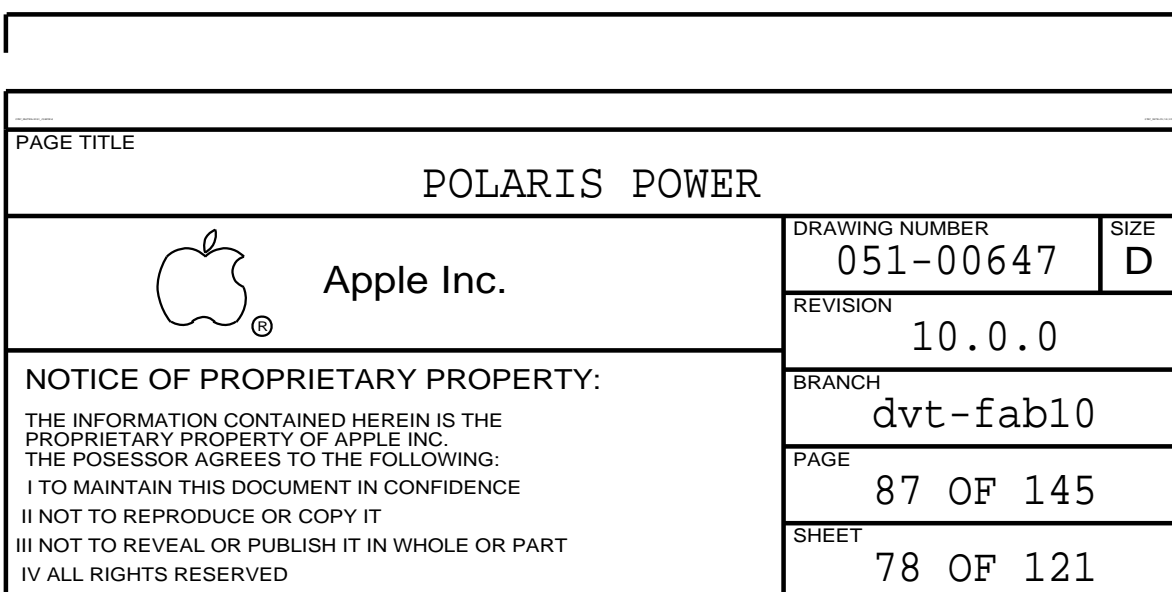 PAGE TITLE
POLARIS POWER
Apple Inc.
®
DRAWING NUMBER
051-00647
SIZE
D
REVISION
10.0.0
NOTICE OF PROPRIETARY PROPERTY:
THE INFORMATION CONTAINED HEREIN IS THE
PROPRIETARY PROPERTY OF APPLE INC.
THE POSESSOR AGREES TO THE FOLLOWING:
I TO MAINTAIN THIS DOCUMENT IN CONFIDENCE
II NOT TO REPRODUCE OR COPY IT
III NOT TO REVEAL OR PUBLISH IT IN WHOLE OR PART
IV ALL RIGHTS RESERVED
BRANCH
dvt-fab10
PAGE
87 OF 145
SHEET
78 OF 121